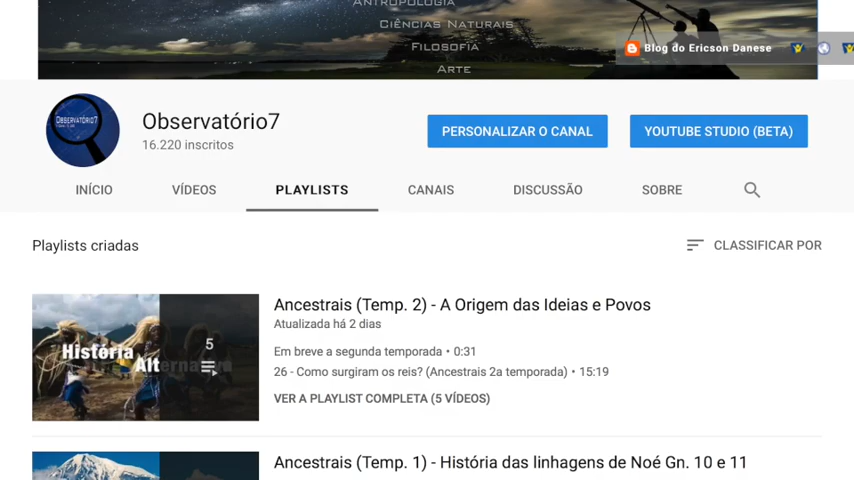 ANTROPOLOGIA
CIÊNCIAS NATURAIS
FILOSOFIA
ARTE
Blog do Ericson Danese
OBSERVATÓRIO7
Observatório7
16.220 inscritos
PERSONALIZAR O CANAL
YOUTUBE STUDIO (BETA)
INÍCIO
VÍDEOS
PLAYLISTS
CANAIS
DISCUSSÃO
SOBRE
Playlists criadas
CLASSIFICAR POR
História
Alternativa
5
Ancestrais (Temp. 2) - A Origem das Ideias e Povos
Atualizada há 2 dias
Em breve a segunda temporada • 0:31
26 - Como surgiram os reis? (Ancestrais 2a temporada) • 15:19
VER A PLAYLIST COMPLETA (5 VÍDEOS)
Ancestrais (Temp. 1) - História das linhagens de Noé Gn. 10 e 11